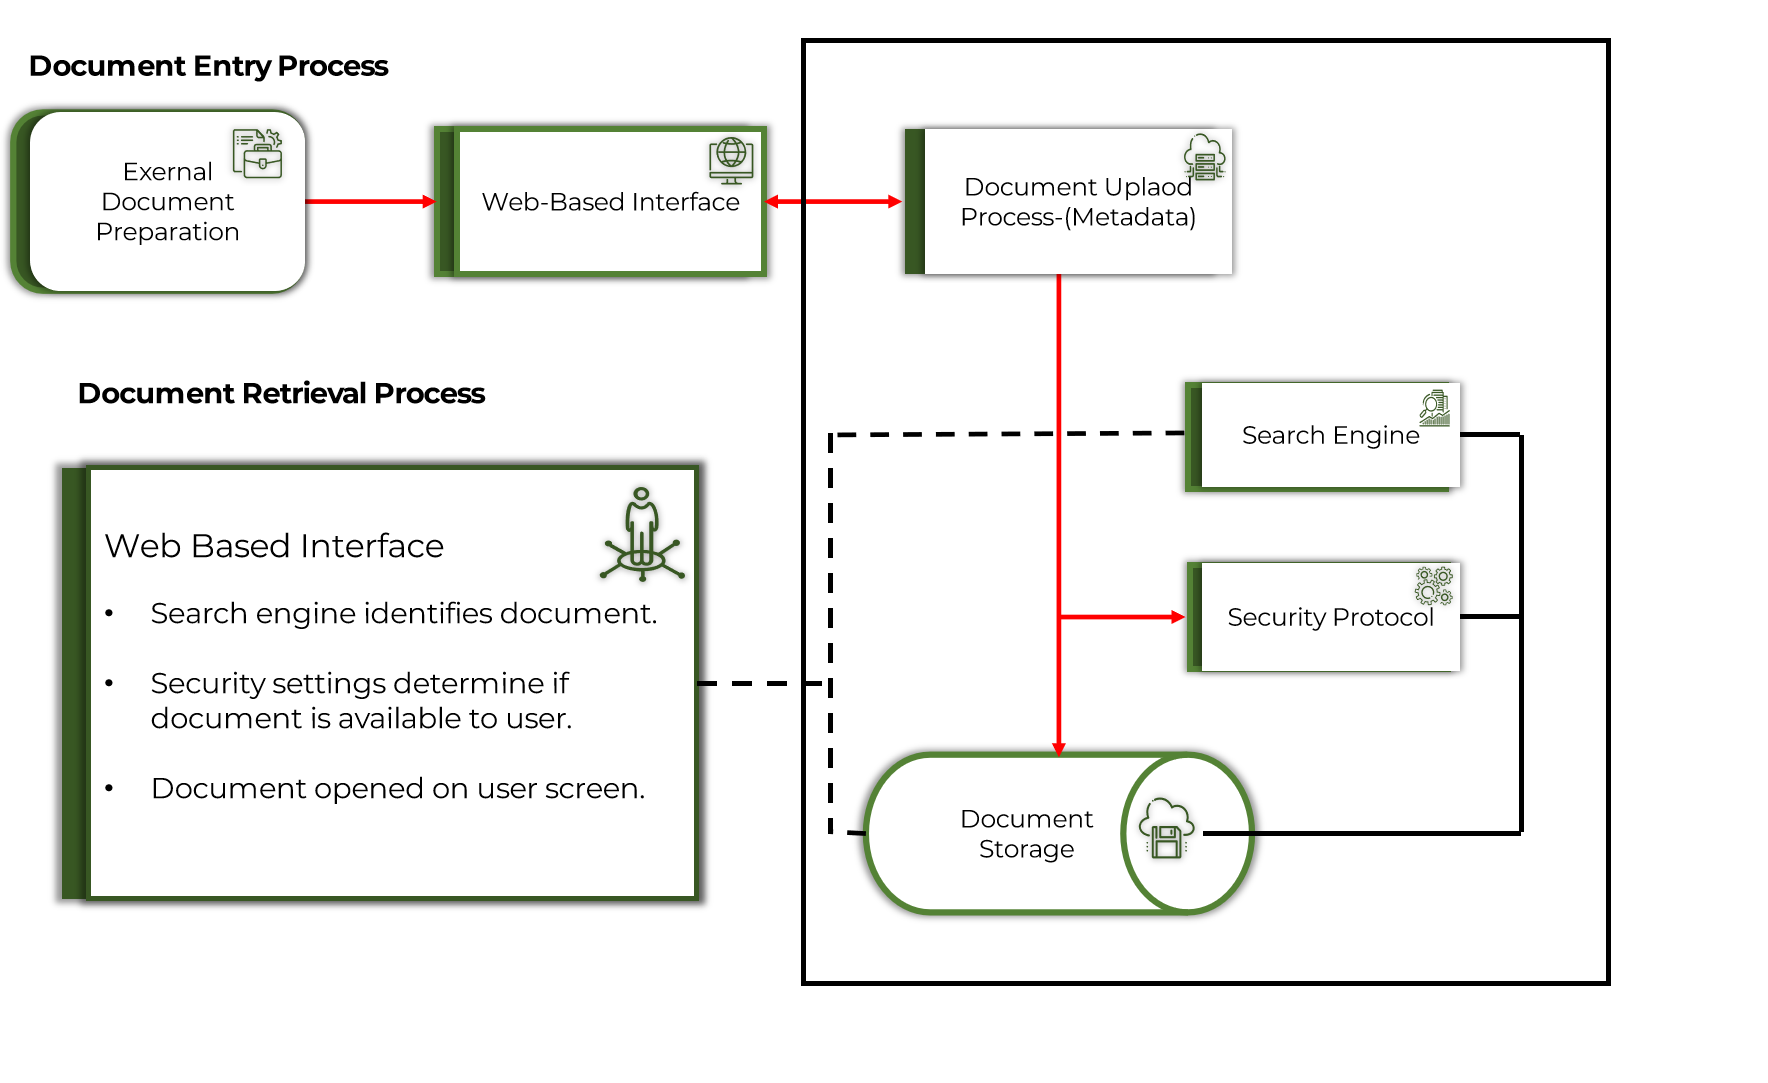 Document Entry Process
Exernal
Document
Preparation
Web-Based Interface
Document Uplaod
Process-(Metadata)
Document Retrieval Process
Search Engine
Web Based Interface
• Search engine identifies document.
• Security settings determine if
document is available to user.
• Document opened on user screen.
Security Protocol
Document
Storage